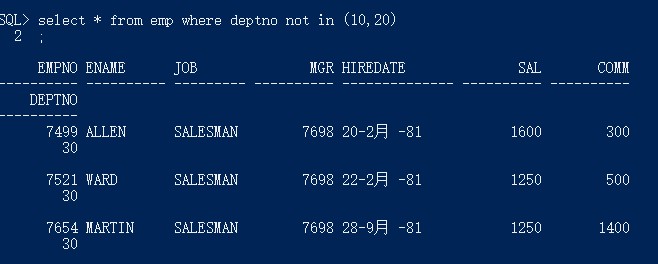 SQL> select * from emp where deptno not in (10,20)
  2  ;

     EMPNO ENAME      JOB              MGR HIREDATE              SAL       COMM
---------- ---------- --------- ---------- -------------- ---------- ----------
    DEPTNO
----------
      7499 ALLEN      SALESMAN        7698 20-2月 -81           1600        300
        30

      7521 WARD       SALESMAN        7698 22-2月 -81           1250        500
        30

      7654 MARTIN     SALESMAN        7698 28-9月 -81           1250       1400
        30